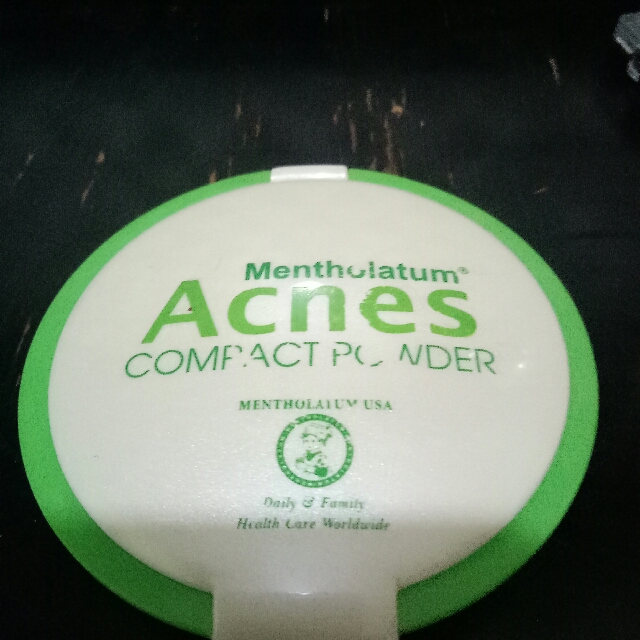 Mentholatum®
Acnes
COMPACT POWDER
MENTHOLATUM USA
Daily & Family
Health Care Worldwide